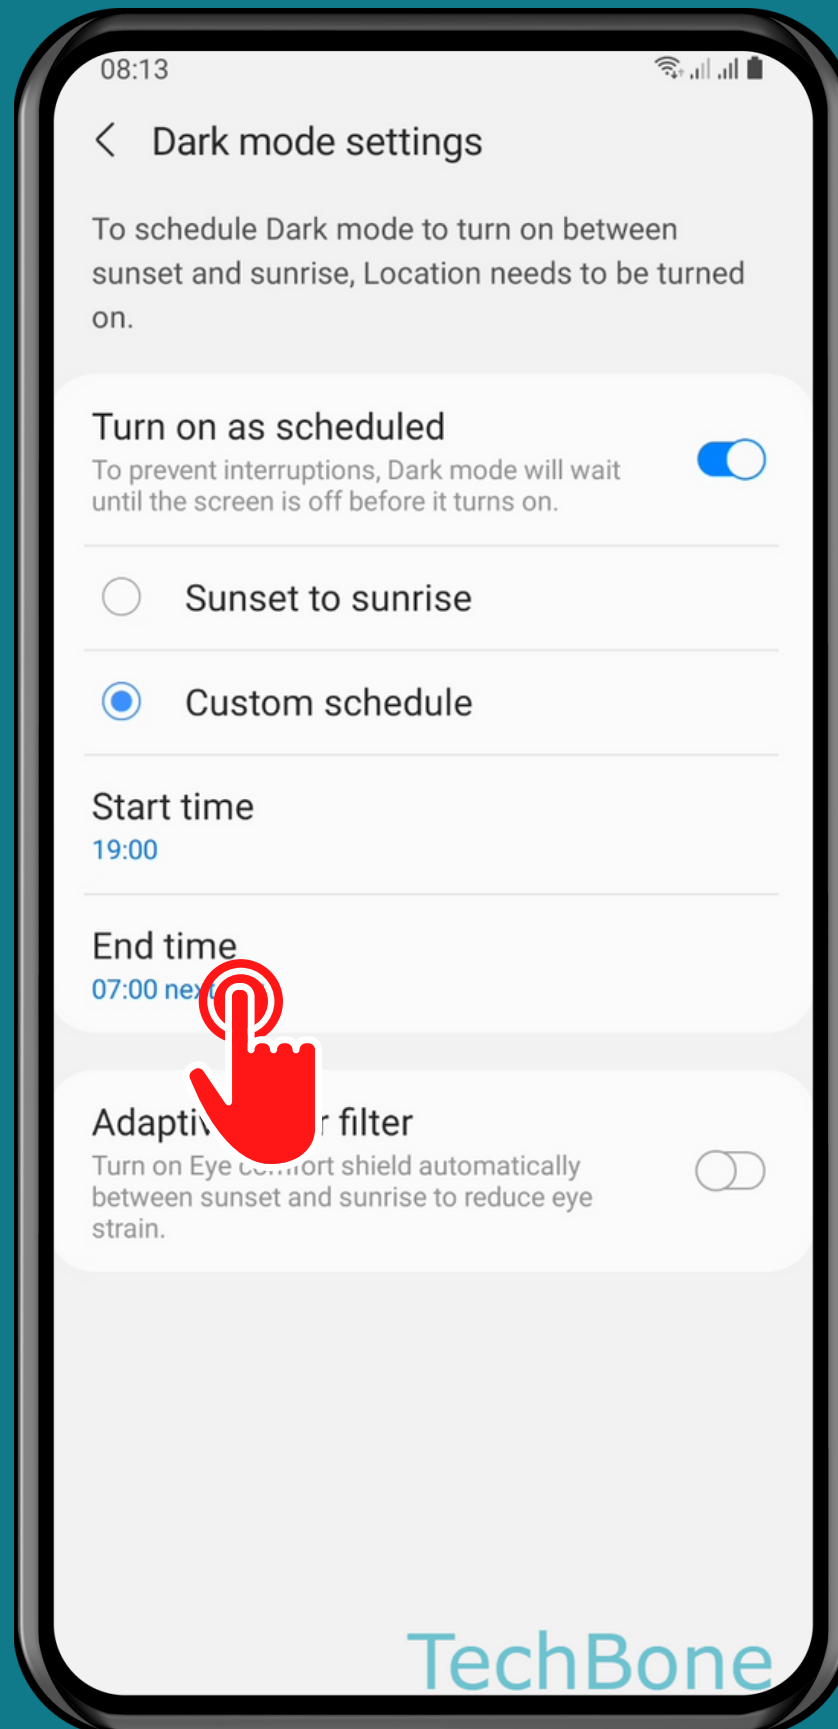 08:13
Dark mode settings
To schedule Dark mode to turn on between
sunset and sunrise, Location needs to be turned
on.
Turn on as scheduled
To prevent interruptions, Dark mode will wait
until the screen is off before it turns on.
Sunset to sunrise
Custom schedule
Start time
19:00
End time
07:00 next
filter
Turn on Eye comfort shield automatically
between sunset and sunrise to reduce eye
strain.
TechBone